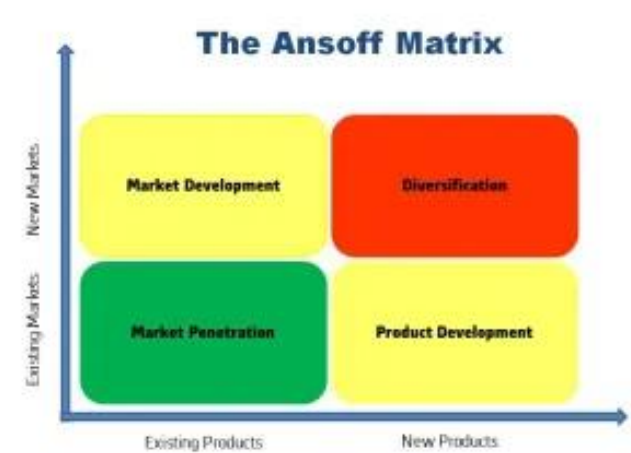 The Ansoff Matrix
New Markets
Market Development
Diversification
Existing Markets
Market Penetration
Product Development
Existing Products
New Products